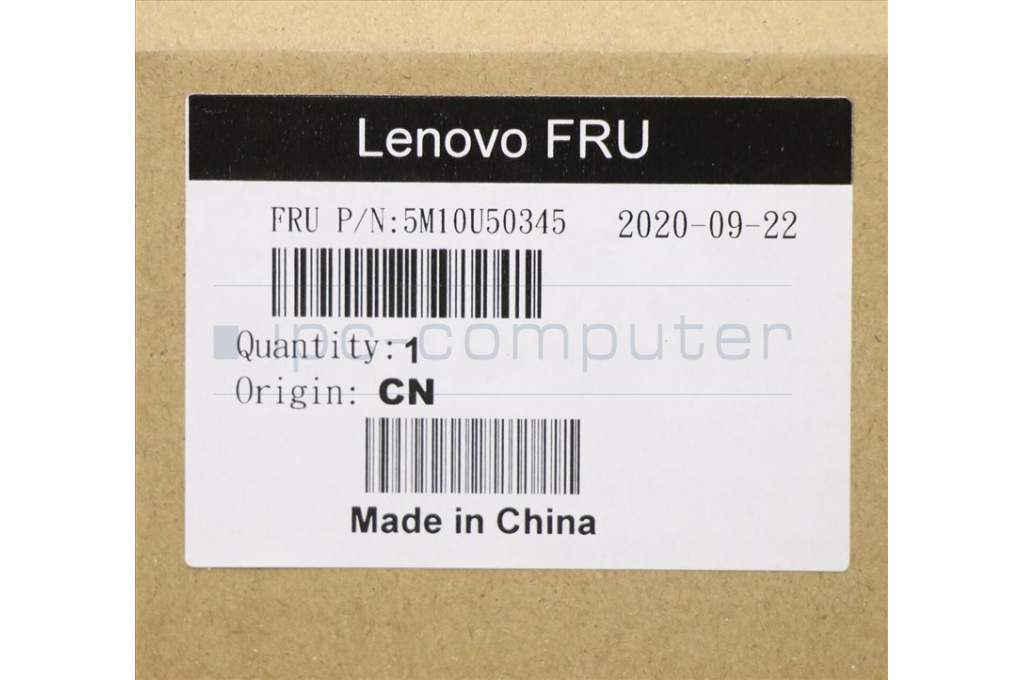 Lenovo FRU
FRU P/N:5M10U50345 2020-09-22
ipc-computer
Quantity:1
Origin: CN
Made in China